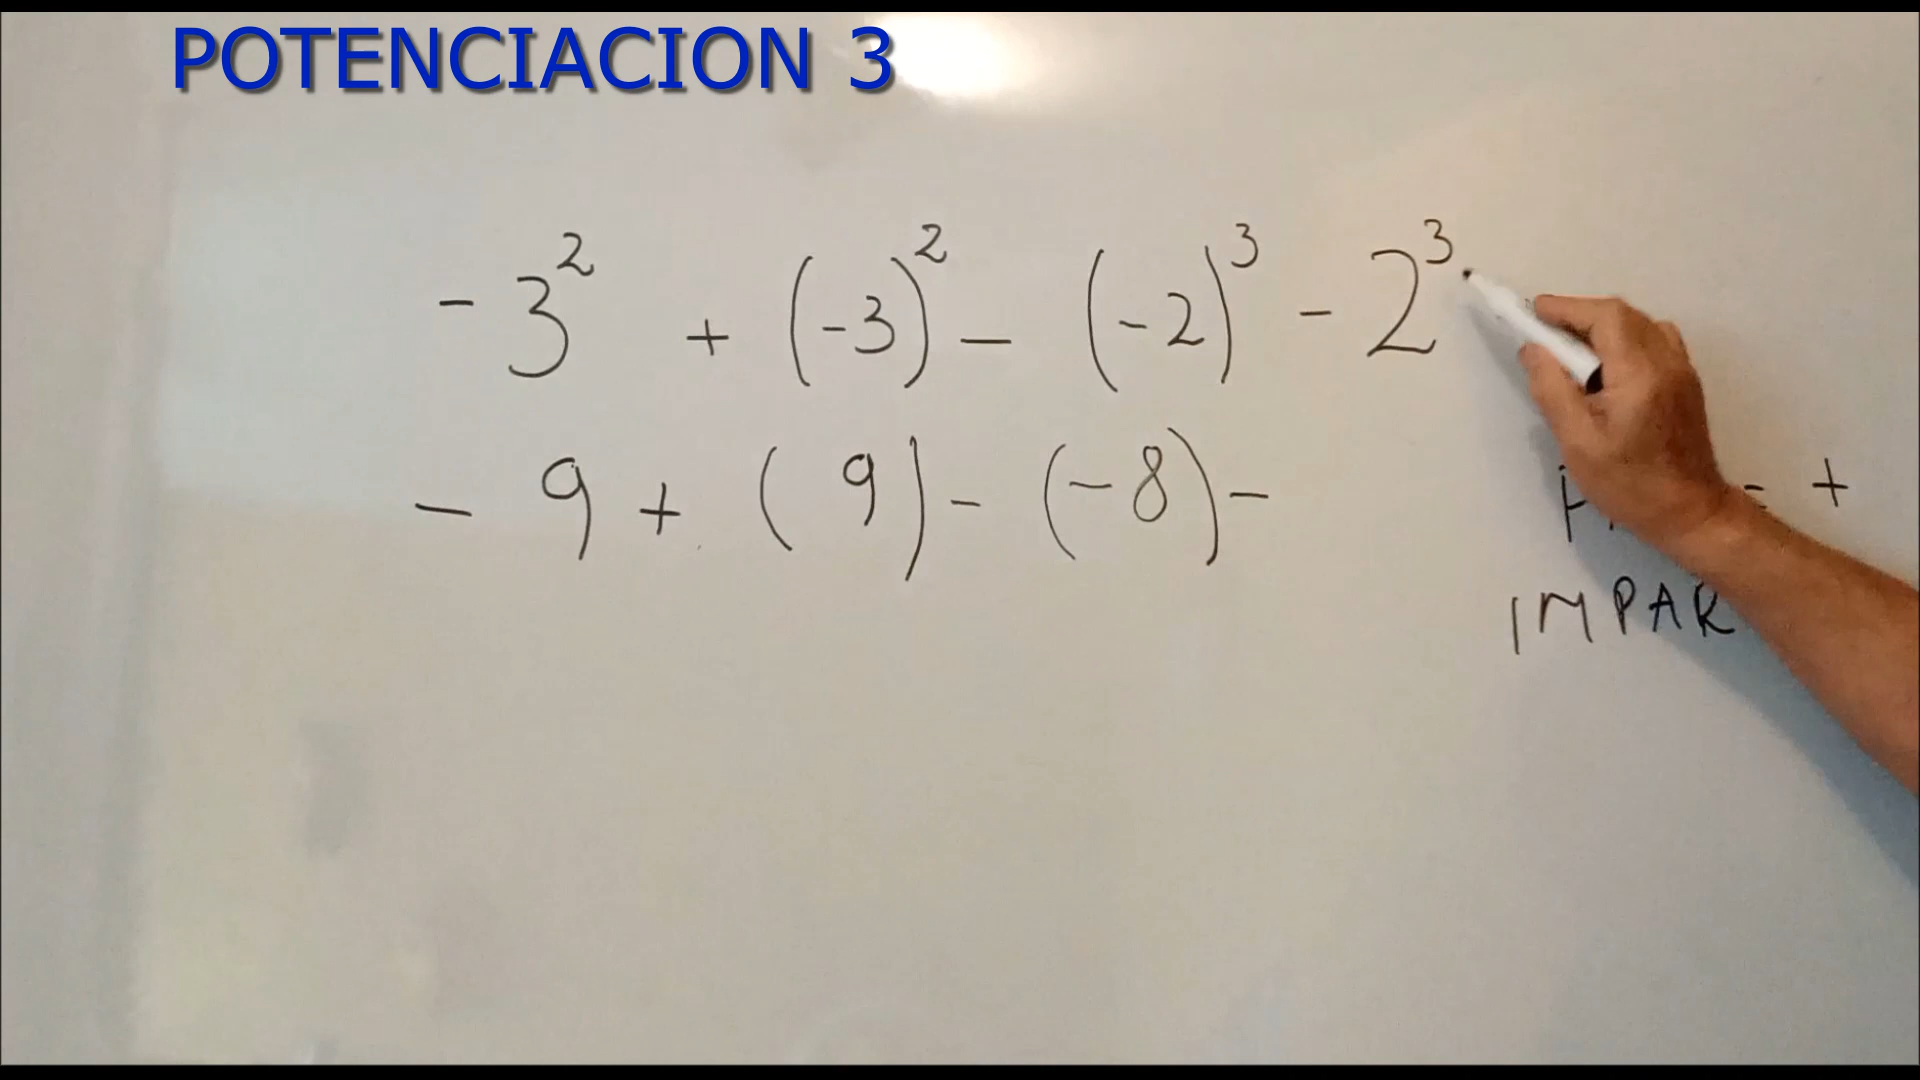 POTENCIACION 3
- 3² + (-3)² - (-2)³ - 2³
- 9 + (9) - (-8) -
= +
IMPAR